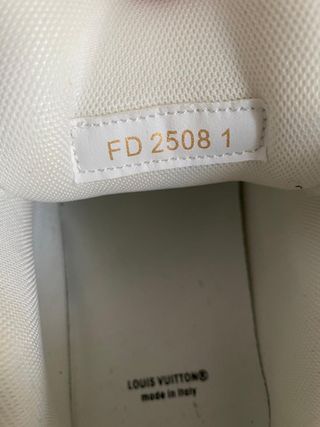 FD 2508 1
LOUIS VUITTON®
made in Italy